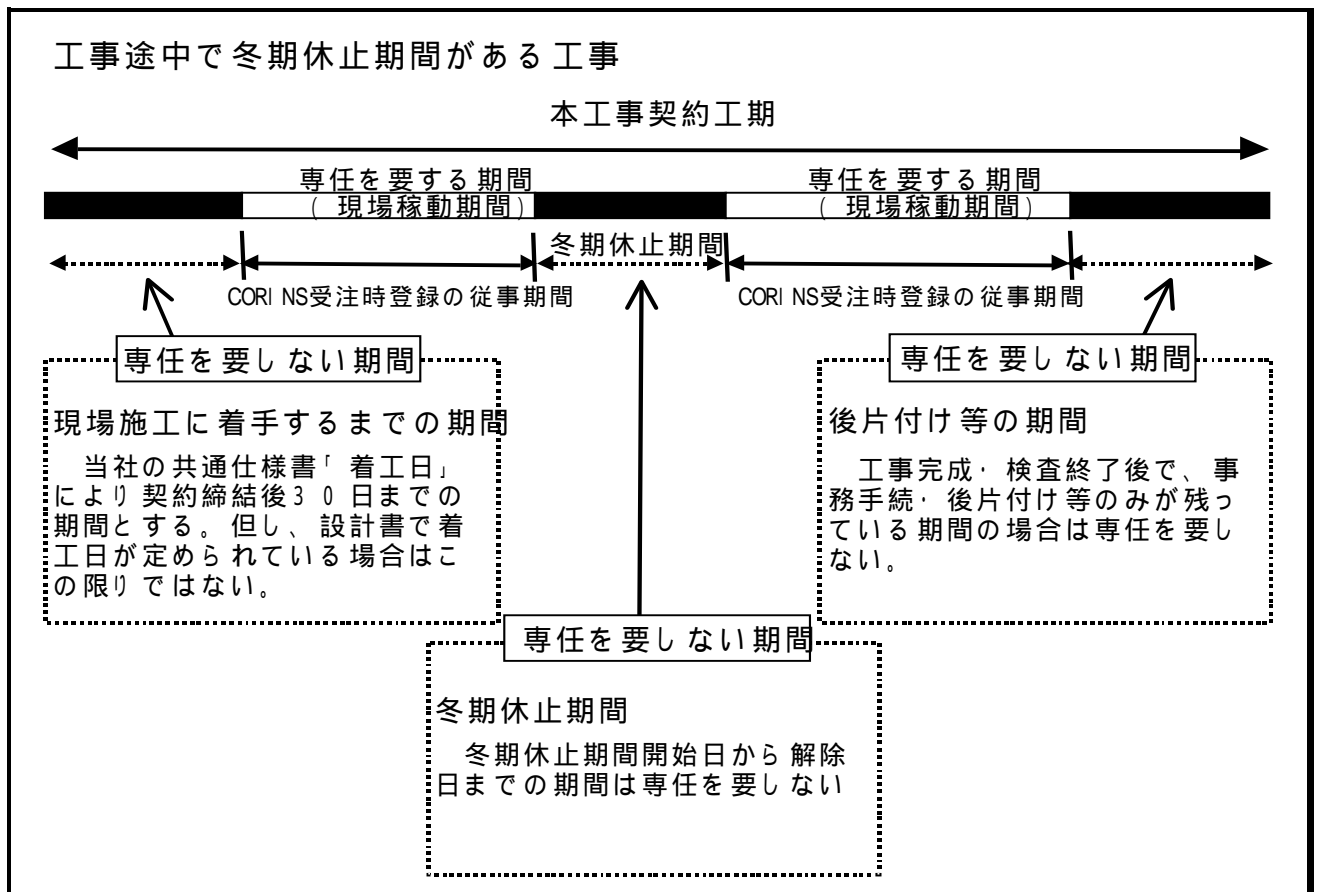 工事途中で冬期休止期間がある工事
本工事契約工期
専任を要する期間
(現場稼動期間)
専任を要する期間
(現場稼動期間)
冬期休止期間
CORINS受注時登録の従事期間
CORINS受注時登録の従事期間
専任を要しない期間
現場施工に着手するまでの期間
当社の共通仕様書「着工日」
により契約締結後30日までの
期間とする。但し、設計書で着
工日が定められている場合はこ
の限りではない。
専任を要しない期間
後片付け等の期間
工事完成・検査終了後で、事
務手続・後片付け等のみが残っ
ている期間の場合は専任を要し
ない。
専任を要しない期間
冬期休止期間
冬期休止期間開始日から解除
日までの期間は専任を要しない